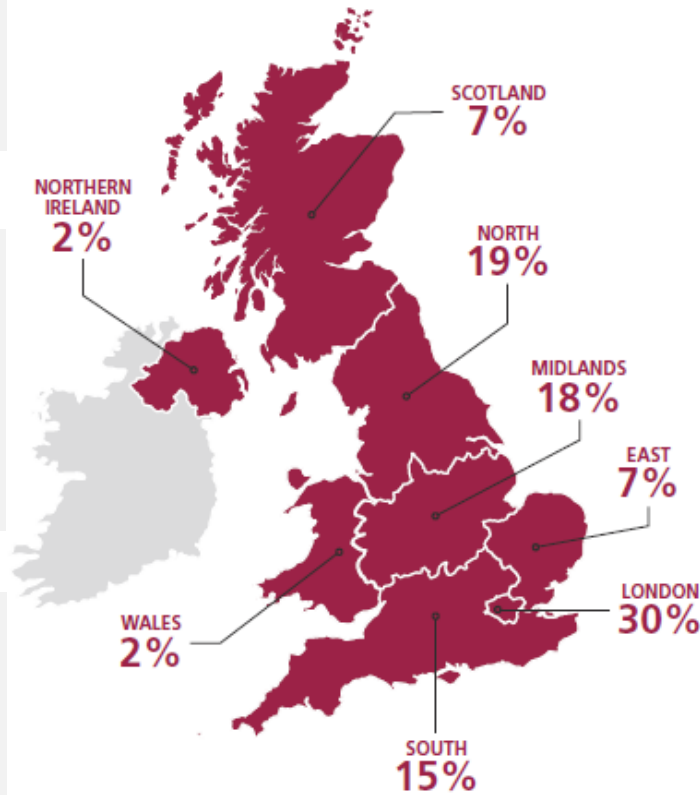 SCOTLAND
7%
NORTHERN
IRELAND
2%
NORTH
19%
MIDLANDS
18%
EAST
7%
LONDON
30%
WALES
2%
SOUTH
15%